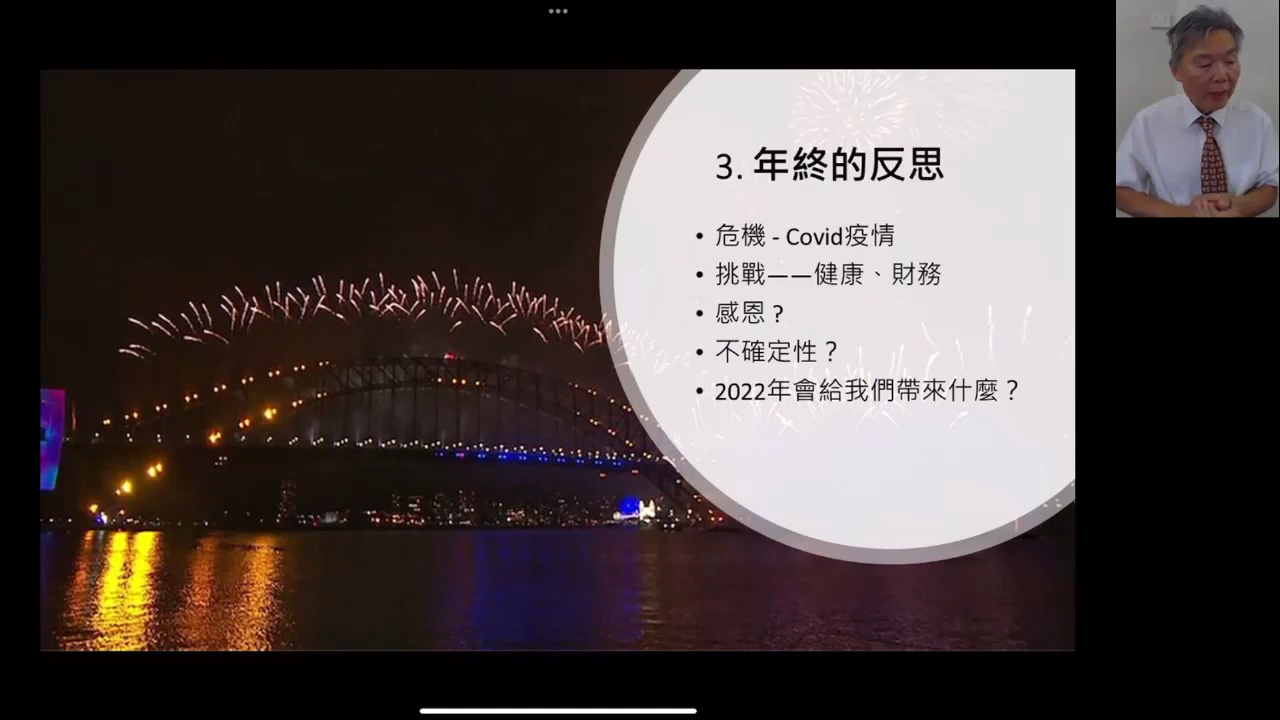 3. 年終的反思
• 危機 - Covid疫情
• 挑戰——健康、財務
• 感恩？
• 不確定性？
• 2022年會給我們帶來什麼？